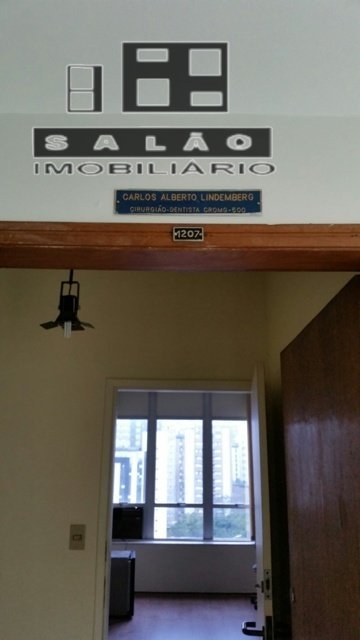 SALÃO
IMOBILIÁRIO
CARLOS ALBERTO LINDEMBERG
CIRURGIÃO-DENTISTA CROMG-500
1207